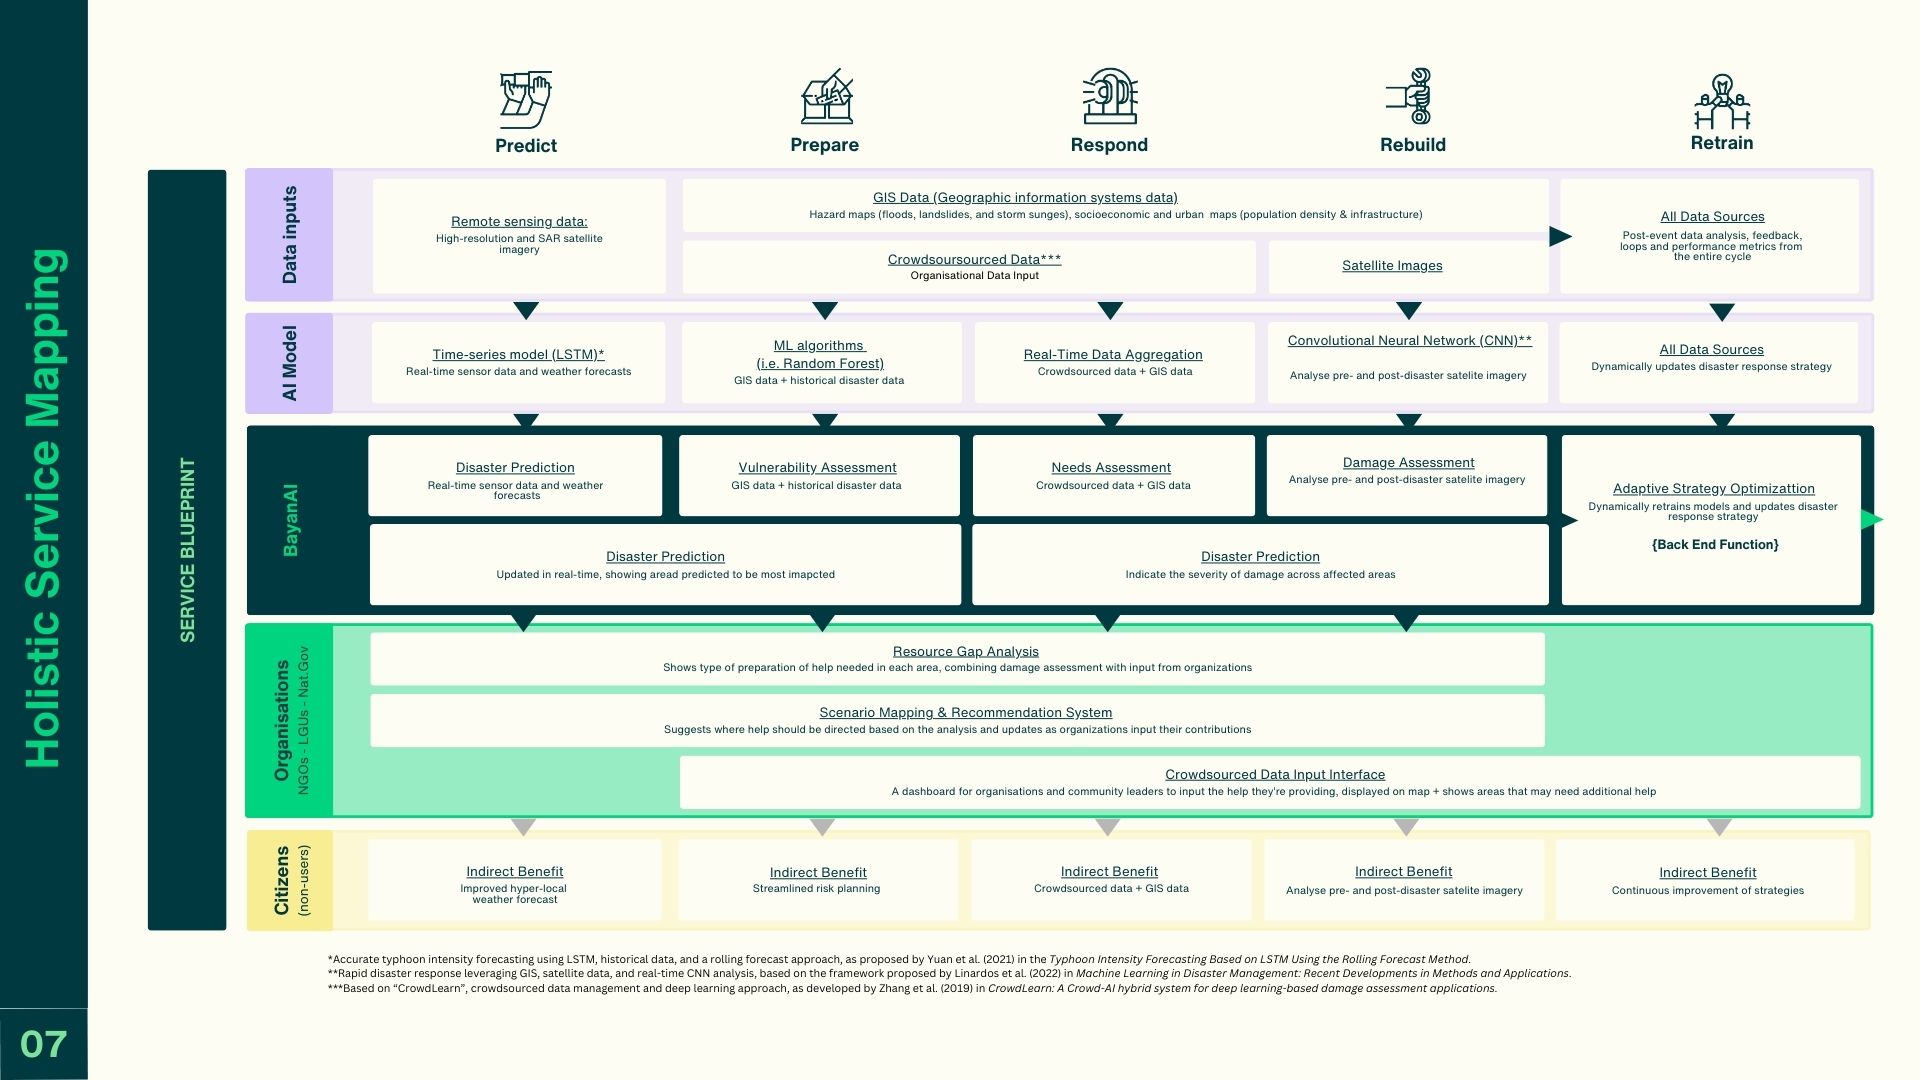 Holistic Service Mapping
07
SERVICE BLUEPRINT
Predict
Prepare
Respond
Rebuild
Retrain
Data inputs
Remote sensing data:
High-resolution and SAR satellite
imagery
GIS Data (Geographic information systems data)
Hazard maps (floods, landslides, and storm sunges), socioeconomic and urban maps (population density & infrastructure)
Crowdsoursourced Data***
Organisational Data Input
Satellite Images
All Data Sources
Post-event data analysis, feedback,
loops and performance metrics from
the entire cycle
AI Model
Time-series model (LSTM)*
Real-time sensor data and weather forecasts
ML algorithms
(i.e. Random Forest)
GIS data + historical disaster data
Real-Time Data Aggregation
Crowdsourced data + GIS data
Convolutional Neural Network (CNN)**
Analyse pre- and post-disaster satelite imagery
All Data Sources
Dynamically updates disaster response strategy
BayanAI
Disaster Prediction
Real-time sensor data and weather
forecasts
Vulnerability Assessment
GIS data + historical disaster data
Needs Assessment
Crowdsourced data + GIS data
Damage Assessment
Analyse pre- and post-disaster satelite imagery
Adaptive Strategy Optimizattion
Dynamically retrains models and updates disaster
response strategy
{Back End Function}
Disaster Prediction
Updated in real-time, showing aread predicted to be most imapcted
Disaster Prediction
Indicate the severity of damage across affected areas
Organisations
NGOs - LGUs - Nat.Gov
Resource Gap Analysis
Shows type of preparation of help needed in each area, combining damage assessment with input from organizations
Scenario Mapping & Recommendation System
Suggests where help should be directed based on the analysis and updates as organizations input their contributions
Crowdsourced Data Input Interface
A dashboard for organisations and community leaders to input the help they're providing, displayed on map + shows areas that may need additional help
Citizens
(non-users)
Indirect Benefit
Improved hyper-local
weather forecast
Indirect Benefit
Streamlined risk planning
Indirect Benefit
Crowdsourced data + GIS data
Indirect Benefit
Analyse pre- and post-disaster satelite imagery
Indirect Benefit
Continuous improvement of strategies
*Accurate typhoon intensity forecasting using LSTM, historical data, and a rolling forecast approach, as proposed by Yuan et al. (2021) in the Typhoon Intensity Forecasting Based on LSTM Using the Rolling Forecast Method.
**Rapid disaster response leveraging GIS, satellite data, and real-time CNN analysis, based on the framework proposed by Linardos et al. (2022) in Machine Learning in Disaster Management: Recent Developments in Methods and Applications.
***Based on “CrowdLearn”, crowdsourced data management and deep learning approach, as developed by Zhang et al. (2019) in CrowdLearn: A Crowd-AI hybrid system for deep learning-based damage assessment applications.